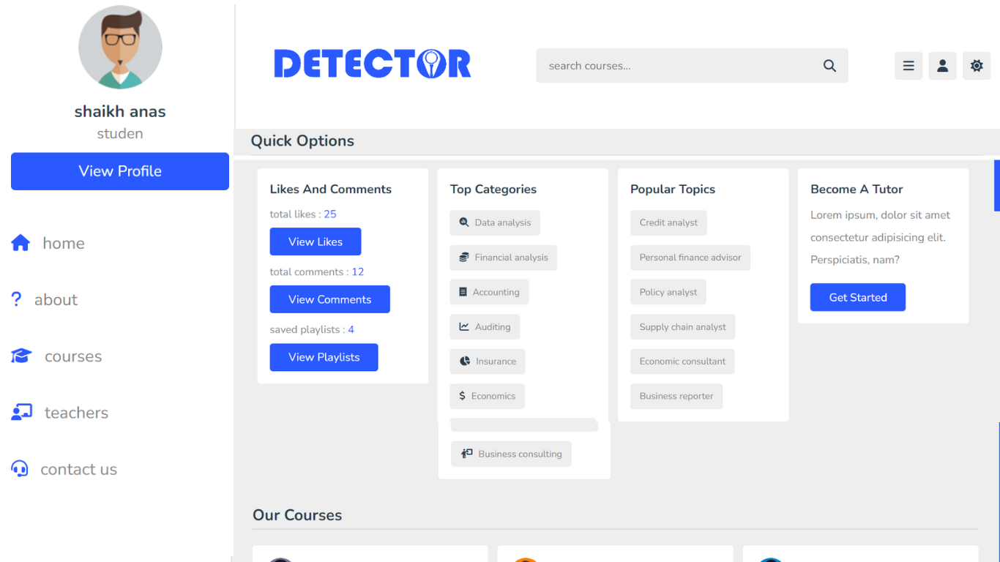 shaikh anas
studen
View Profile
home
about
courses
teachers
contact us
DETECTOR
search courses...
Quick Options
Likes And Comments
total likes : 25
View Likes
total comments : 12
View Comments
saved playlists : 4
View Playlists
Top Categories
Data analysis
Financial analysis
Accounting
Auditing
Insurance
Economics
Business consulting
Popular Topics
Credit analyst
Personal finance advisor
Policy analyst
Supply chain analyst
Economic consultant
Business reporter
Become A Tutor
Lorem ipsum, dolor sit amet
consectetur adipisicing elit.
Perspiciatis, nam?
Get Started
Our Courses